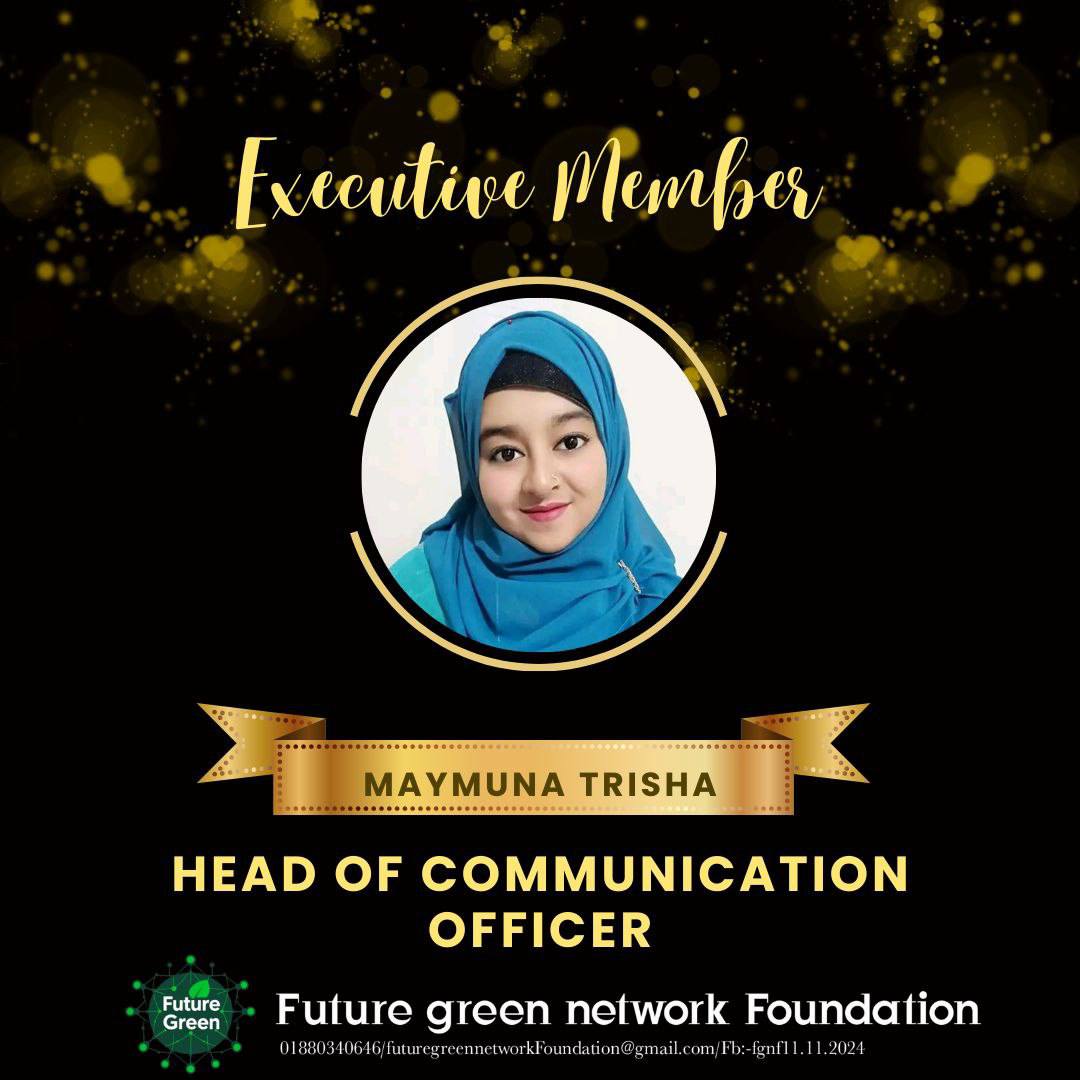 Executive Member
MAYMUNA TRISHA
HEAD OF COMMUNICATION
OFFICER
Future
Green
Future green network Foundation
01880340646/futuregreennetworkFoundation@gmail.com/Fb:-fgnf11.11.2024